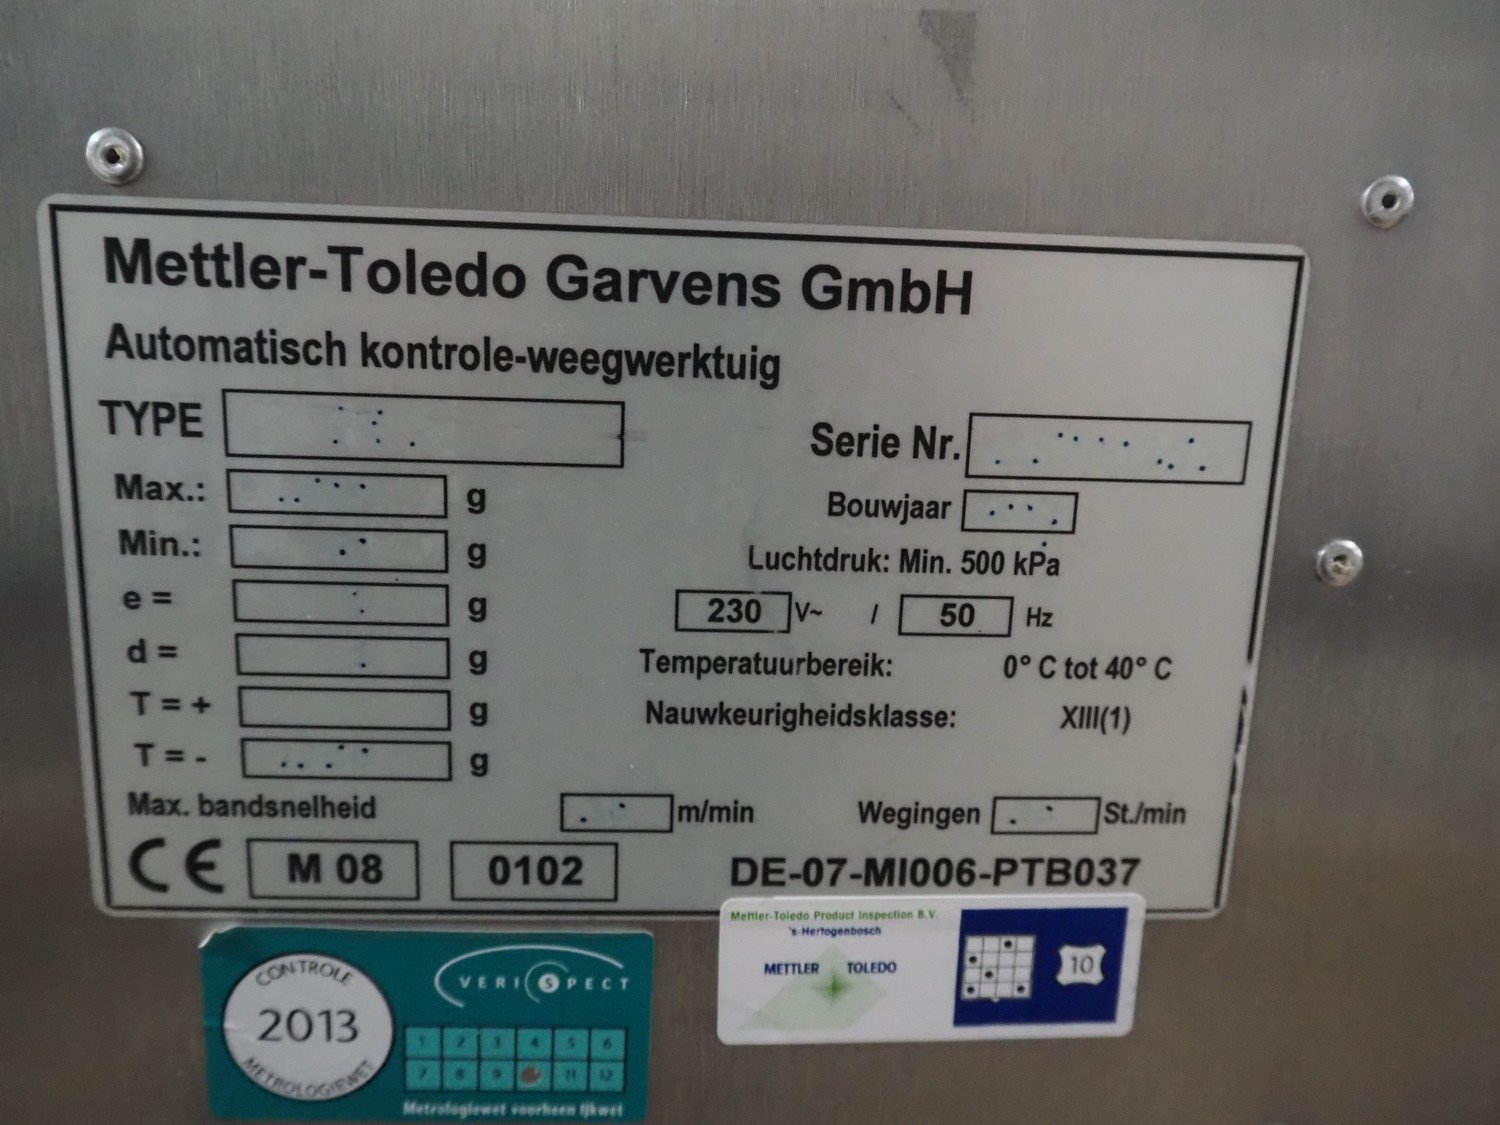 Mettler-Toledo Garvens GmbH
Automatisch kontrole-weegwerktuig
TYPE
Serie Nr.
Max.: g
Bouwjaar
Min.: g
Luchtdruk: Min. 500 kPa
e = g
230 V~ / 50 Hz
d = g
Temperatuurbereik: 0° C tot 40° C
T = + g
Nauwkeurigheidsklasse: XIII(1)
T = - g
Max. bandsnelheid m/min Wegingen St./min
CE M 08 0102 DE-07-MI006-PTB037
CONTROLE
2013
METROLOGIEWET
VERISPECT
1 2 3 4 5 6
7 8 9 11 12
Metrologiewet voorheen Ijkwet
Mettler-Toledo Product Inspection B.V.
's-Hertogenbosch
METTLER TOLEDO
10